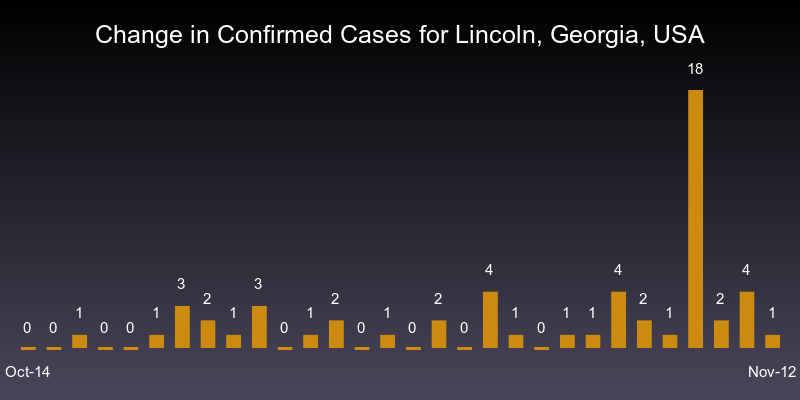 Change in Confirmed Cases for Lincoln, Georgia, USA
18
4 4 4
3 3
2 2 2 2 2
1 1 1 1 1 1 1 1 1 1
0 0 0 0 0 0 0 0 0
Oct-14 Nov-12